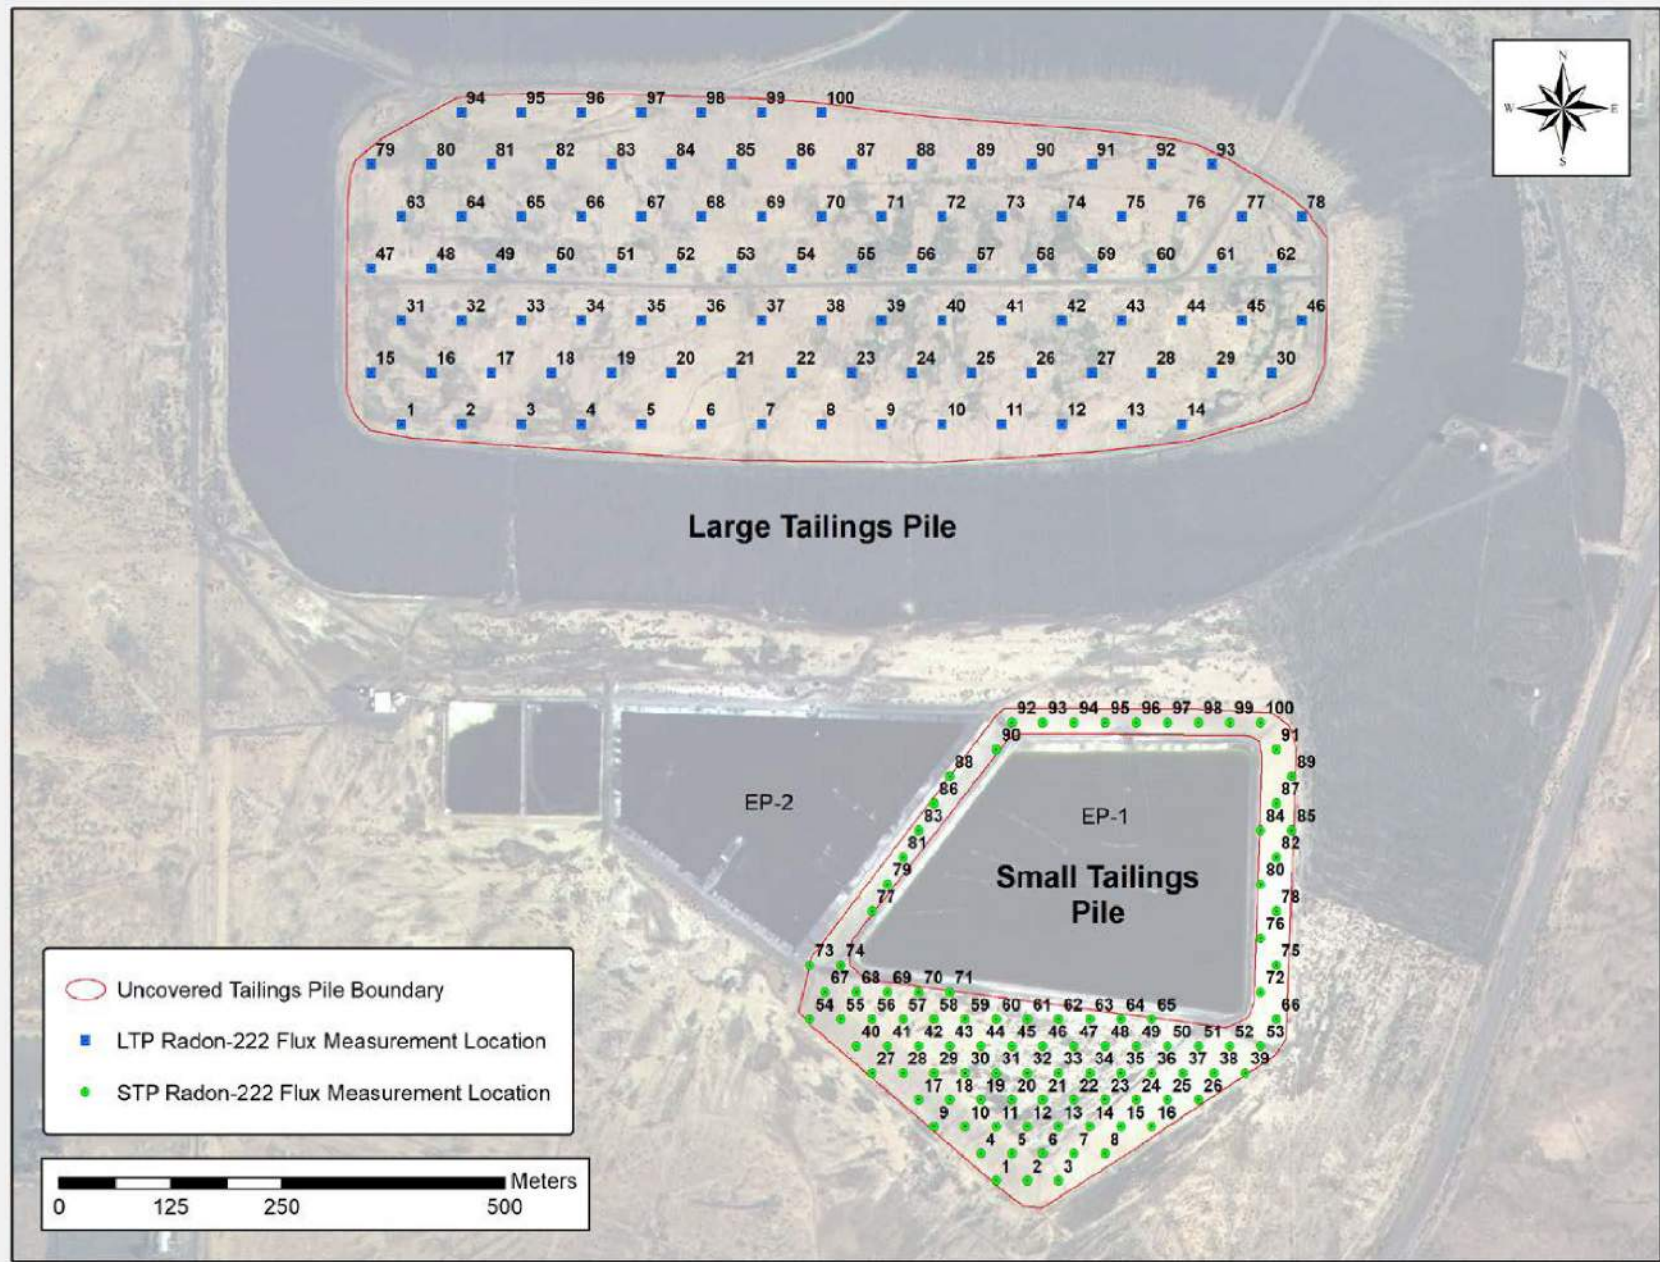 N
W E
S
94 95 96 97 98 99 100
79 80 81 82 83 84 85 86 87 88 89 90 91 92 93
63 64 65 66 67 68 69 70 71 72 73 74 75 76 77 78
47 48 49 50 51 52 53 54 55 56 57 58 59 60 61 62
31 32 33 34 35 36 37 38 39 40 41 42 43 44 45 46
15 16 17 18 19 20 21 22 23 24 25 26 27 28 29 30
1 2 3 4 5 6 7 8 9 10 11 12 13 14
Large Tailings Pile
92 93 94 95 96 97 98 99 100
90 91
88 89
86 87
EP-2
EP-1
83 84 85
81 82
79 80
Small Tailings
Pile
77 78
76
73 74 75
67 68 69 70 71 72
54 55 56 57 58 59 60 61 62 63 64 65 66
40 41 42 43 44 45 46 47 48 49 50 51 52 53
27 28 29 30 31 32 33 34 35 36 37 38 39
17 18 19 20 21 22 23 24 25 26
9 10 11 12 13 14 15 16
4 5 6 7 8
1 2 3
Uncovered Tailings Pile Boundary
LTP Radon-222 Flux Measurement Location
STP Radon-222 Flux Measurement Location
Meters
0 125 250 500